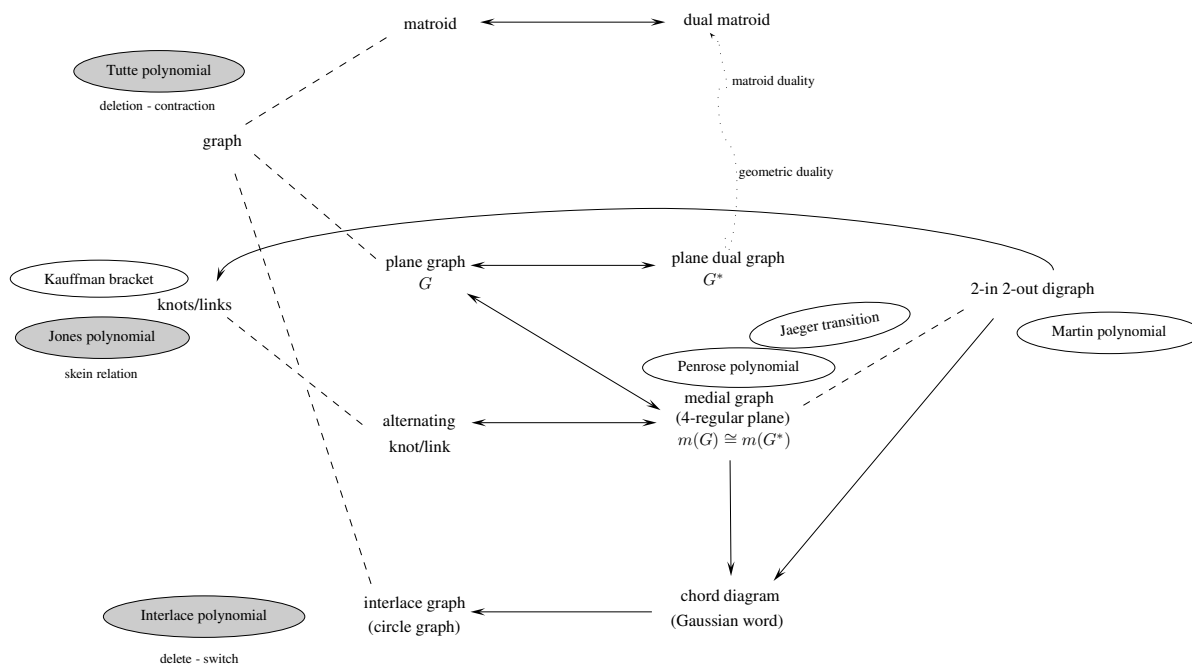 matroid
dual matroid
Tutte polynomial
matroid duality
deletion - contraction
graph
geometric duality
plane graph
G
plane dual graph
G*
Kauffman bracket
knots/links
2-in 2-out digraph
Jones polynomial
skein relation
Jaeger transition
Martin polynomial
Penrose polynomial
medial graph
(4-regular plane)
m(G) ≅ m(G*)
alternating
knot/link
chord diagram
(Gaussian word)
interlace graph
(circle graph)
Interlace polynomial
delete - switch